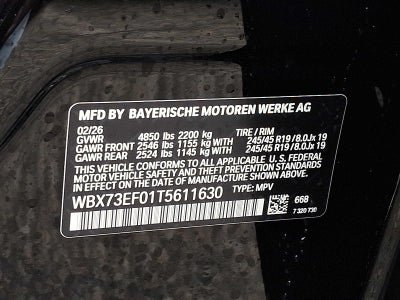 MFD BY BAYERISCHE MOTOREN WERKE AG
02/26
GVWR 4850 lbs 2200 kg TIRE / RIM
GAWR FRONT 2546 lbs 1155 kg 245/45 R19 / 8.0Jx 19
GAWR REAR 2524 lbs 1145 kg 245/45 R19 / 8.0Jx 19
THIS VEHICLE CONFORMS TO ALL APPLICABLE U.S. FEDERAL
MOTOR VEHICLE SAFETY AND THEFT PREVENTION STANDARDS
IN EFFECT ON THE DATE OF MANUFACTURE SHOWN ABOVE.
WBX73EF01T5611630 TYPE: MPV
668
7 320 730